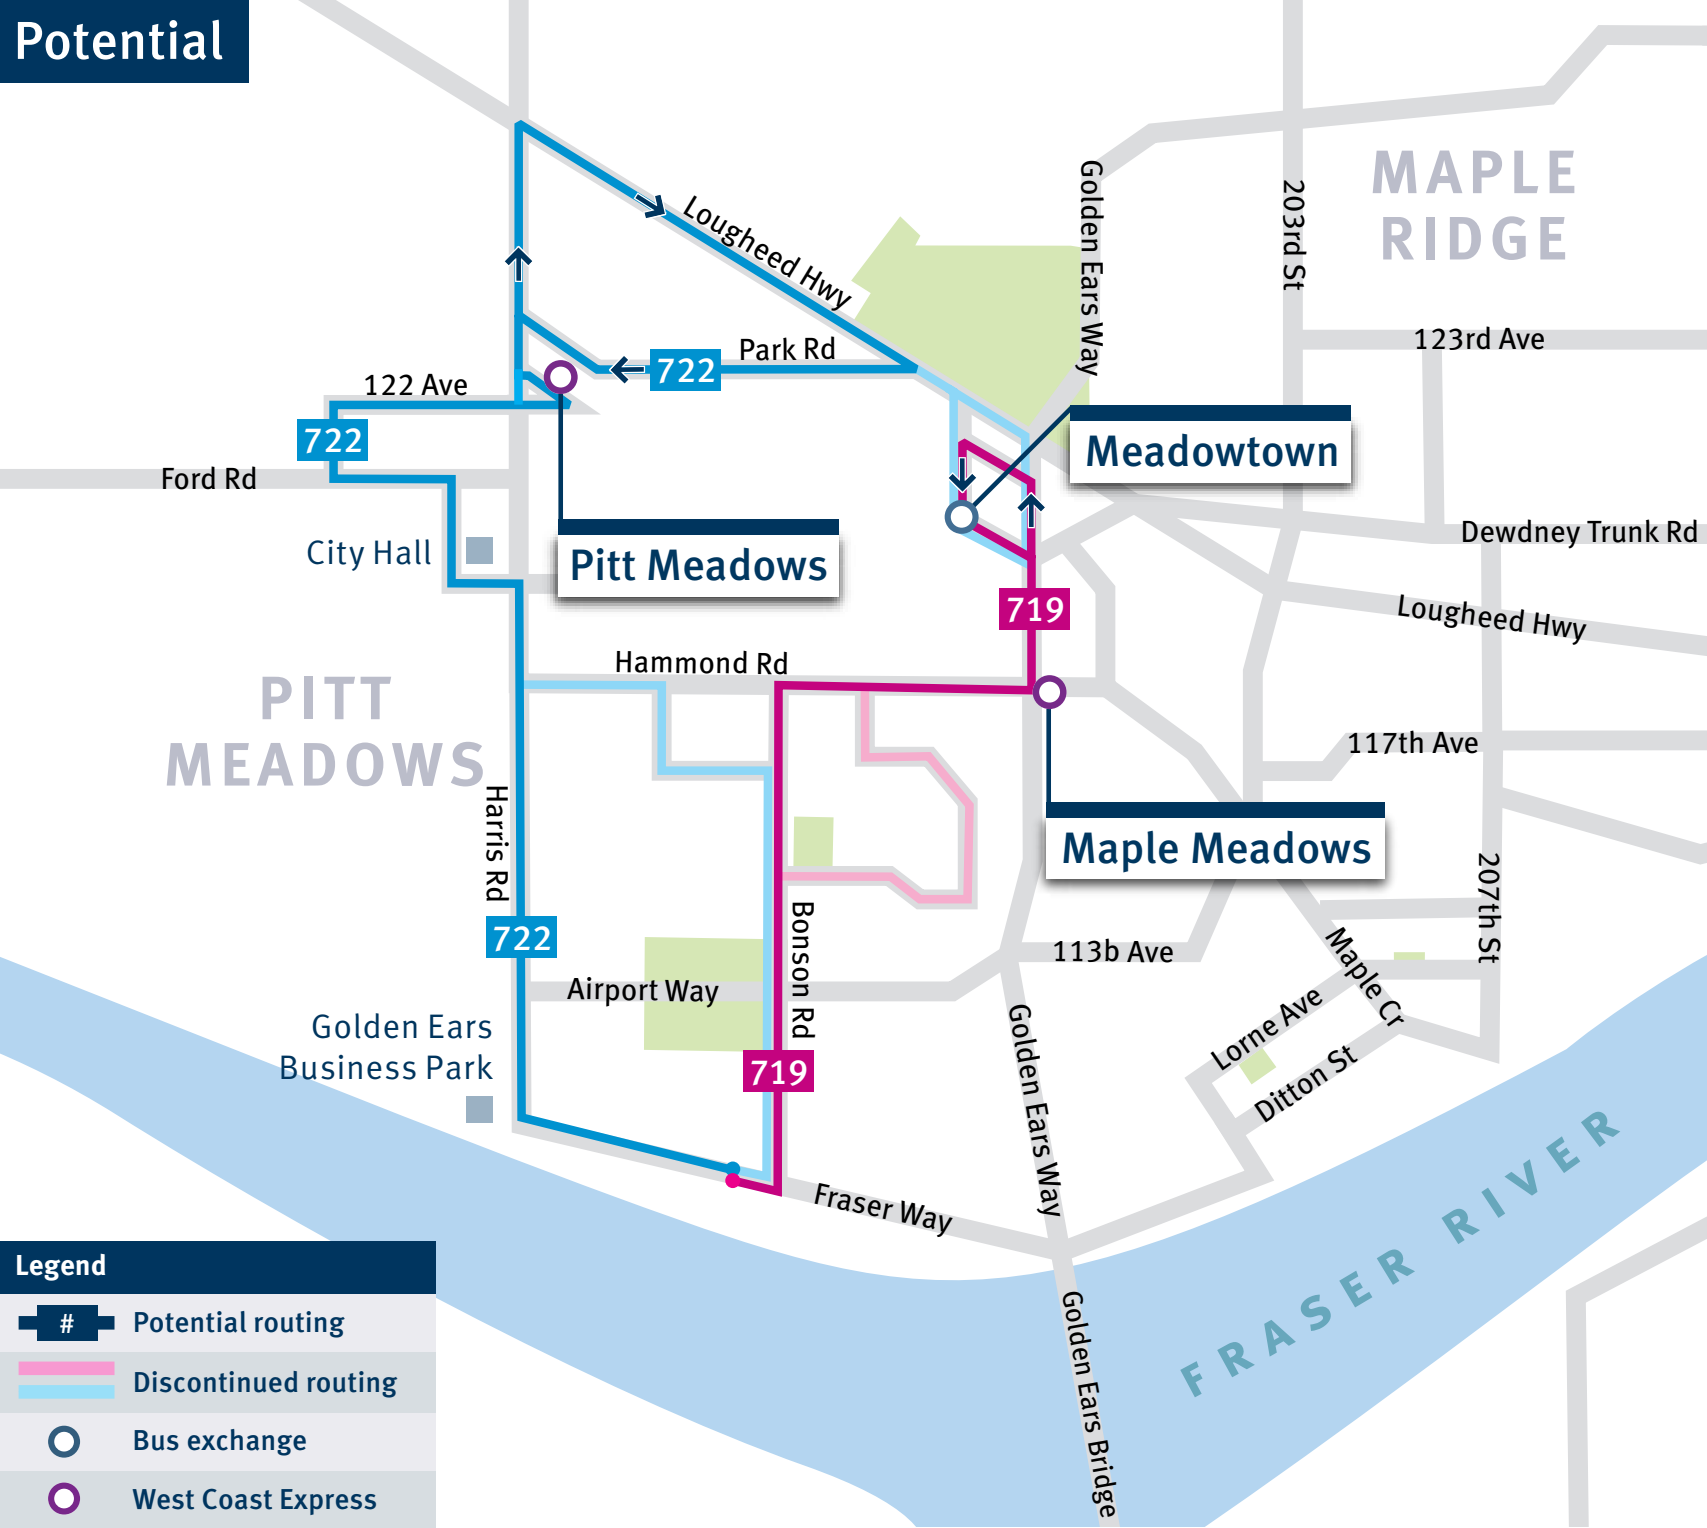 Potential
Lougheed Hwy
Golden Ears Way
203rd St
MAPLE
RIDGE
123rd Ave
Park Rd
722
122 Ave
722
Ford Rd
Meadowtown
Dewdney Trunk Rd
City Hall
Pitt Meadows
719
Lougheed Hwy
Hammond Rd
PITT
MEADOWS
117th Ave
Harris Rd
Maple Meadows
207th St
722
Bonson Rd
113b Ave
Maple Cr
Airport Way
Golden Ears
Business Park
719
Golden Ears Way
Lorne Ave
Ditton St
Fraser Way
FRASER RIVER
Golden Ears Bridge
Legend
# Potential routing
Discontinued routing
Bus exchange
West Coast Express